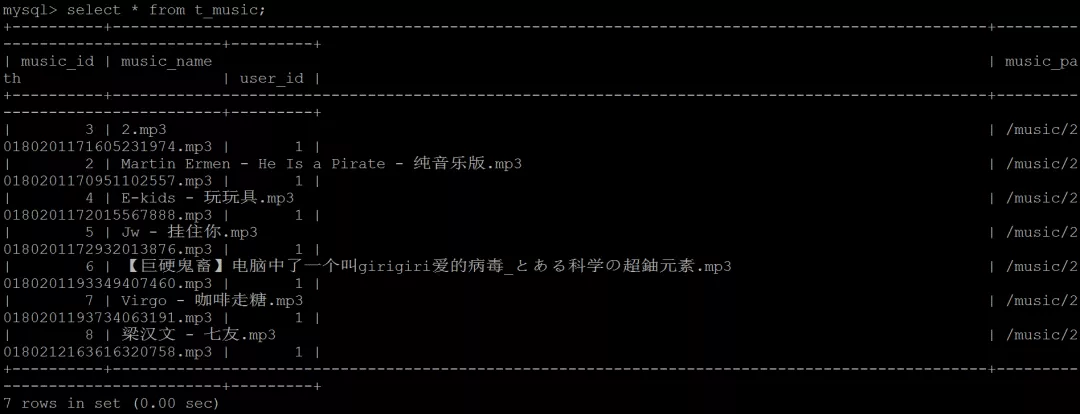 mysql> select * from t_music;
+----------+------------------------------------------------------------------------------------------------------+---------
-------------------------+---------+
| music_id | music_name | music_pa
th | user_id |
+----------+------------------------------------------------------------------------------------------------------+---------
-------------------------+---------+
| 3 | 2.mp3 | /music/2
0180201171605231974.mp3 | 1 |
| 2 | Martin Ermen - He Is a Pirate - 纯音乐版.mp3 | /music/2
0180201170951102557.mp3 | 1 |
| 4 | E-kids - 玩玩具.mp3 | /music/2
0180201172015567888.mp3 | 1 |
| 5 | Jw - 挂住你.mp3 | /music/2
0180201172932013876.mp3 | 1 |
| 6 | 【巨硬鬼畜】电脑中了一个叫girigiri爱的病毒_とある科学の超鈾元素.mp3 | /music/2
0180201193349407460.mp3 | 1 |
| 7 | Virgo - 咖啡走糖.mp3 | /music/2
0180201193734063191.mp3 | 1 |
| 8 | 梁汉文 - 七友.mp3 | /music/2
0180212163616320758.mp3 | 1 |
+----------+------------------------------------------------------------------------------------------------------+---------
-------------------------+---------+
7 rows in set (0.00 sec)